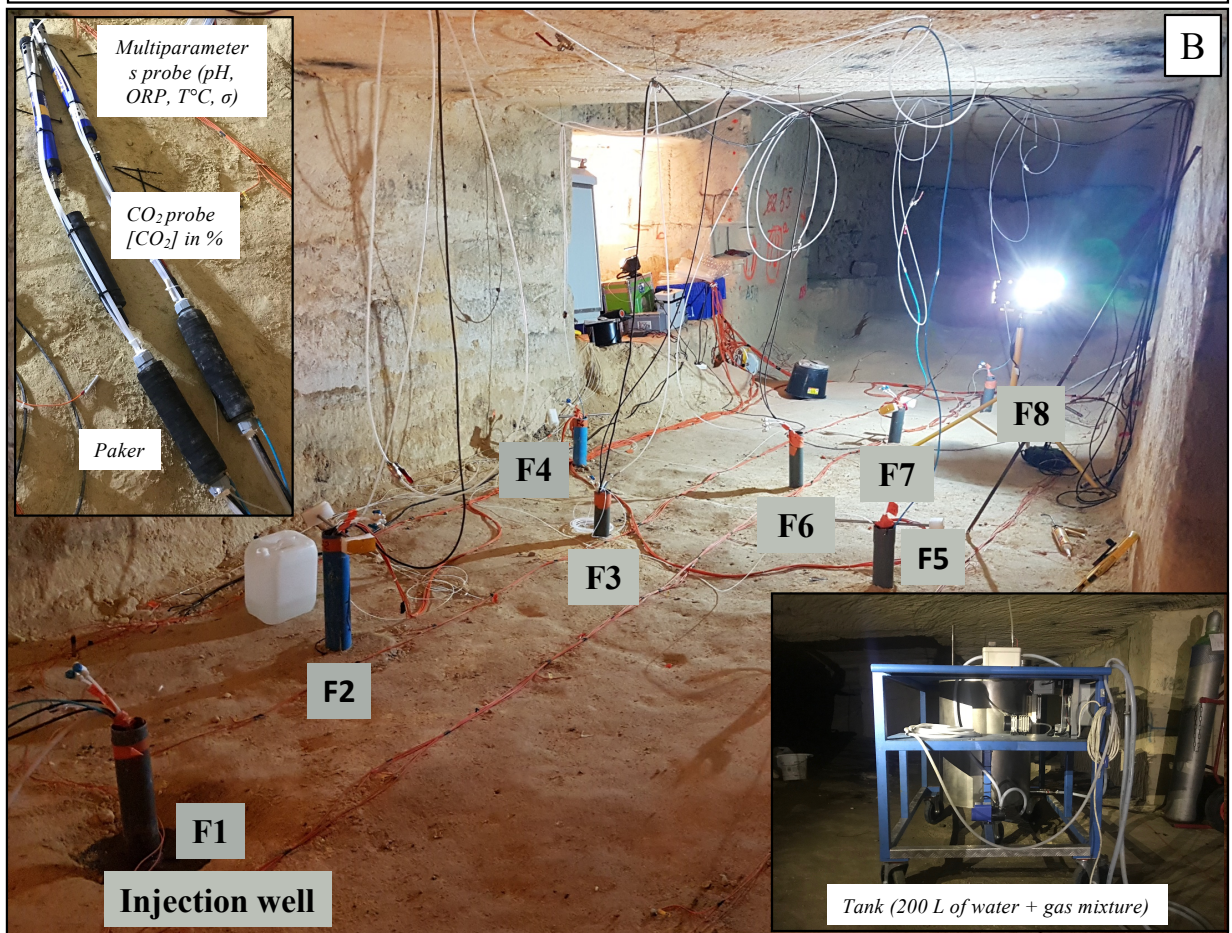 B
Multiparameter
s probe (pH,
ORP, T°C, σ)
CO₂ probe
[CO₂] in %
Paker
F8
F4
F7
F6
F5
F3
F2
F1
Injection well
Tank (200 L of water + gas mixture)